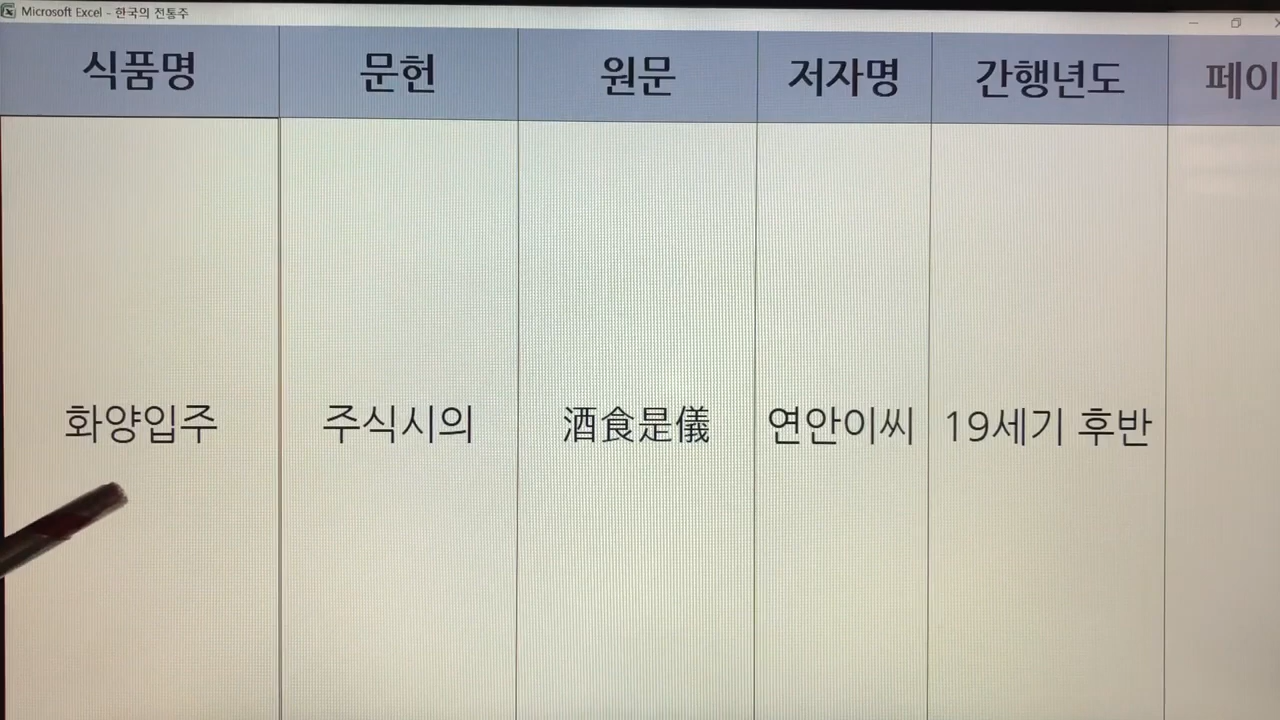 Microsoft Excel - 한국의 전통주
식품명 문헌 원문 저자명 간행년도 페이
화양입주 주식시의 酒食是儀 연안이씨 19세기 후반